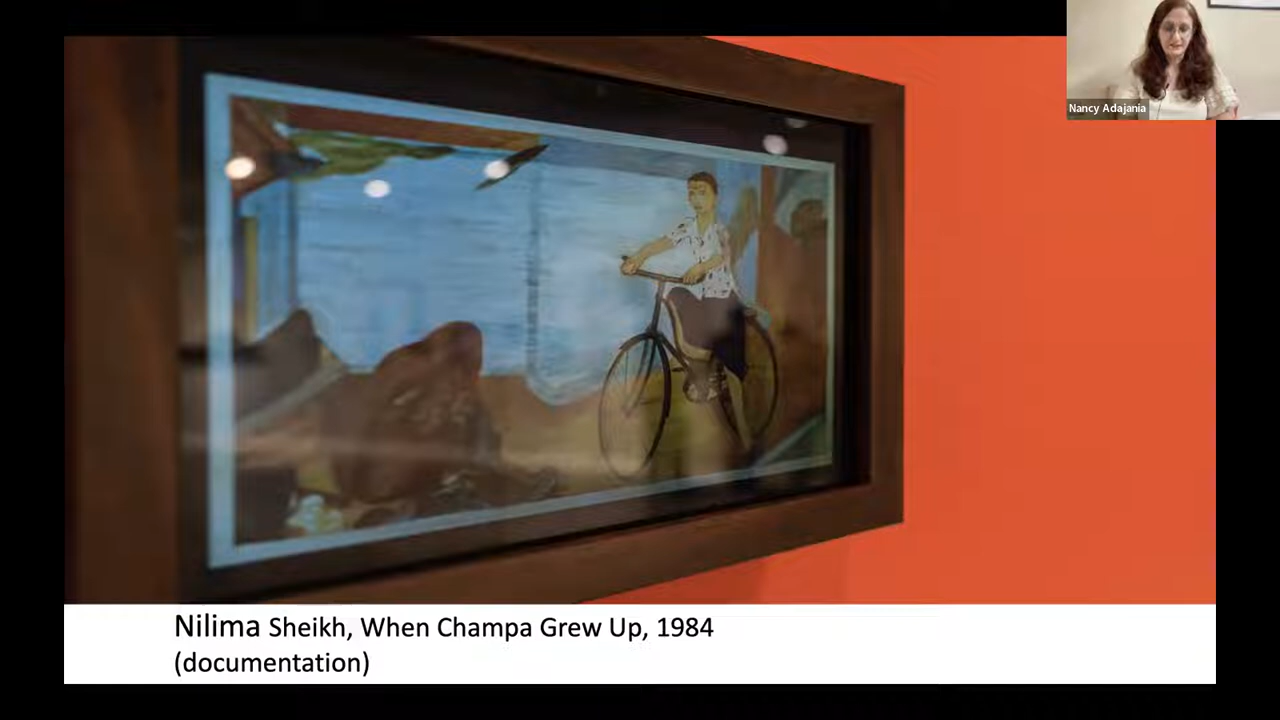 Nancy Adajania
Nilima Sheikh, When Champa Grew Up, 1984
(documentation)